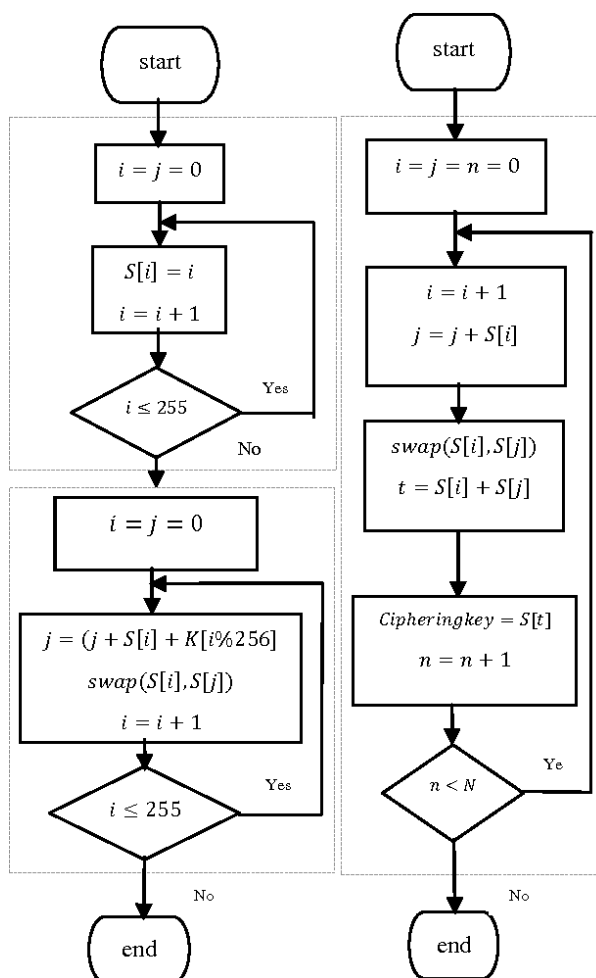 start
i = j = 0
S[i] = i
i = i + 1
i ≤ 255
Yes
No
i = j = 0
j = (j + S[i] + K[i%256]
swap(S[i], S[j])
i = i + 1
i ≤ 255
Yes
No
end
start
i = j = n = 0
i = i + 1
j = j + S[i]
swap(S[i], S[j])
t = S[i] + S[j]
Cipheringkey = S[t]
n = n + 1
n < N
Ye
No
end